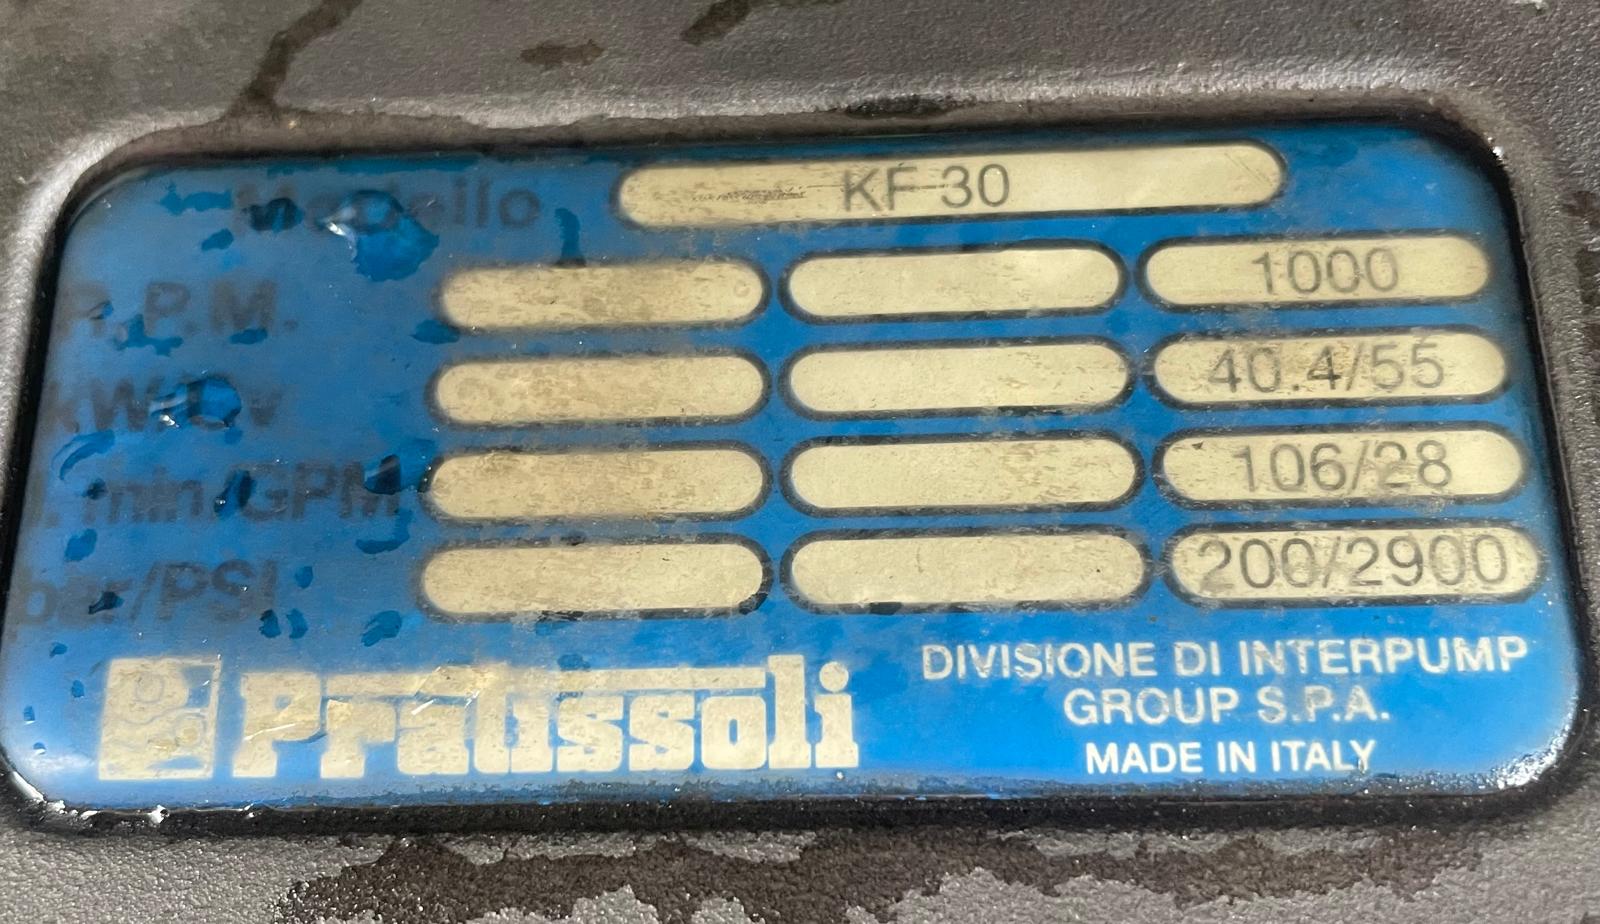 Modello KF 30
R.P.M. 1000
kW/Cv 40.4/55
l. min/GPM 106/28
bar/PSI 200/2900
Pratissoli
DIVISIONE DI INTERPUMP
GROUP S.P.A.
MADE IN ITALY